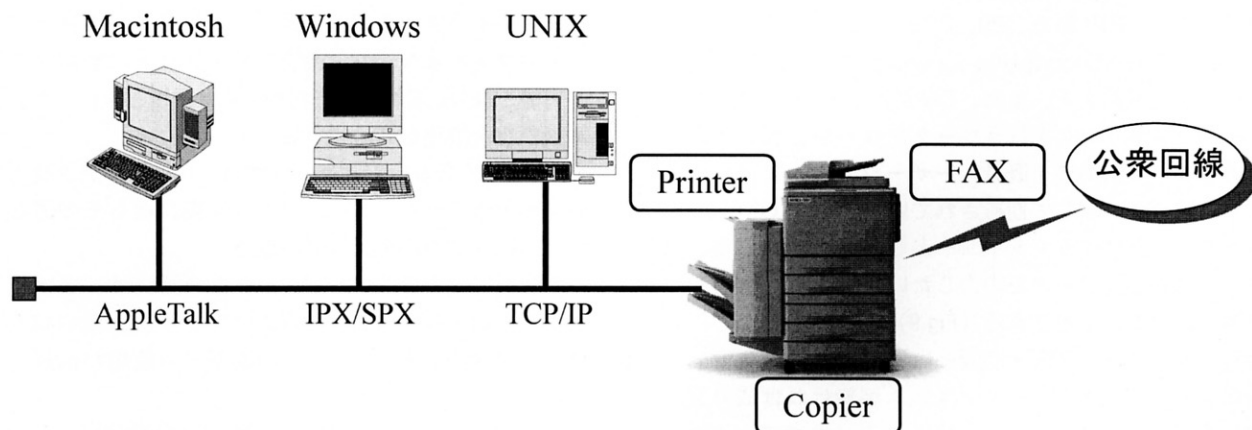 Macintosh
Windows
UNIX
Printer
FAX
公衆回線
AppleTalk
IPX/SPX
TCP/IP
Copier